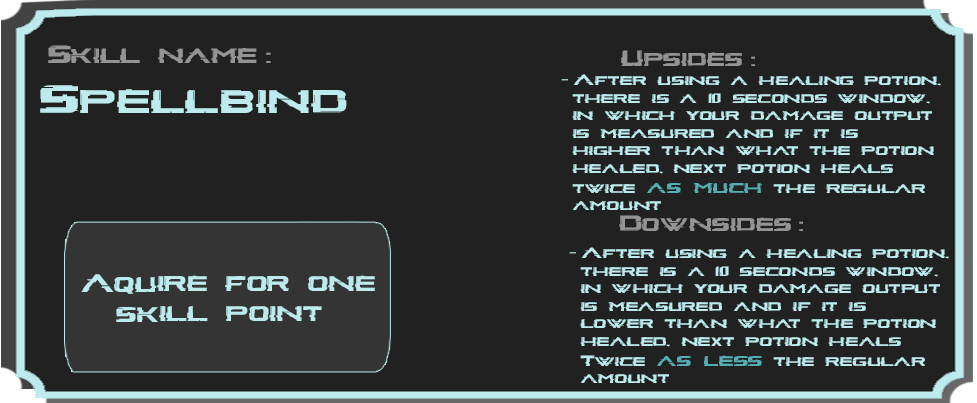 Skill name :
Spellbind
Aquire for one
skill point
Upsides :
- After using a healing potion,
there is a 10 seconds window,
in which your damage output
is measured and if it is
higher than what the potion
healed, next potion heals
twice as much the regular
amount
Downsides :
- After using a healing potion,
there is a 10 seconds window,
in which your damage output
is measured and if it is
lower than what the potion
healed, next potion heals
Twice as less the regular
amount